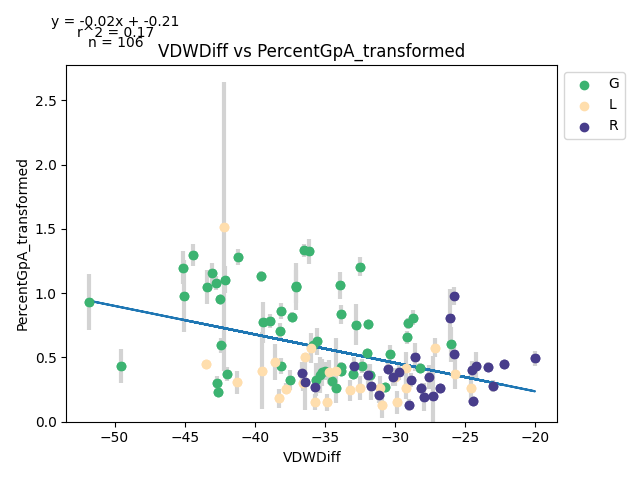 y = -0.02x + -0.21
r^2 = 0.17
n = 106
VDWDiff vs PercentGpA_transformed
G
L
R
PercentGpA_transformed
2.5
2.0
1.5
1.0
0.5
0.0
−50
−45
−40
−35
−30
−25
−20
VDWDiff